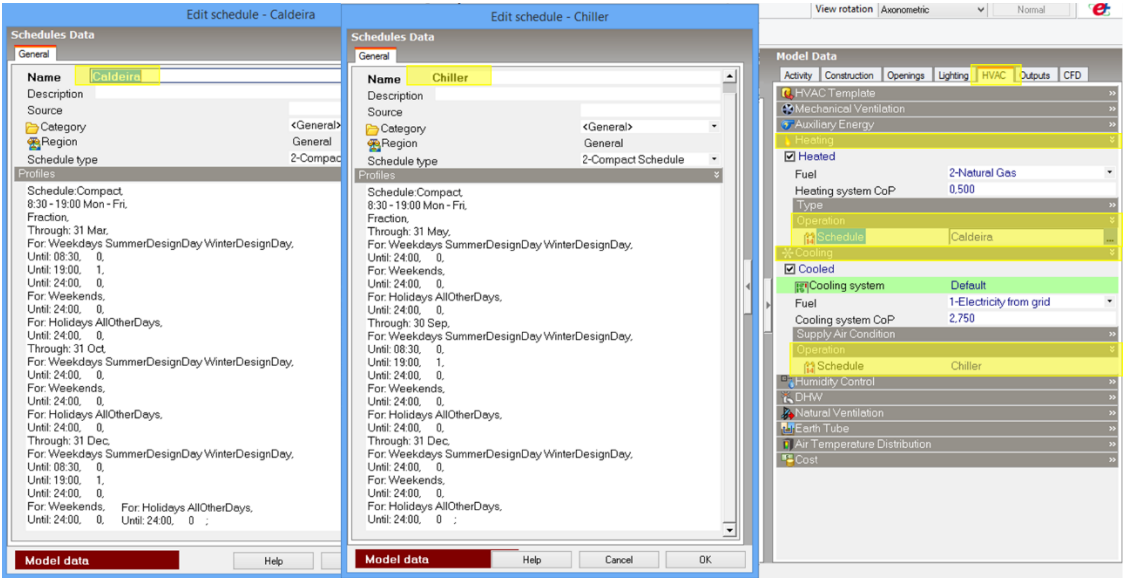 Edit schedule - Caldeira
Schedules Data
General
Name Caldeira
Description
Source
Category <General>
Region General
Schedule type 2-Compac
Profiles
Schedule:Compact,
8:30 - 19:00 Mon - Fri,
Fraction,
Through: 31 Mar,
For: Weekdays SummerDesignDay WinterDesignDay,
Until: 08:30, 0,
Until: 19:00, 1,
Until: 24:00, 0,
For: Weekends,
Until: 24:00, 0,
For: Holidays AllOtherDays,
Until: 24:00, 0,
Through: 31 Oct,
For: Weekdays SummerDesignDay WinterDesignDay,
Until: 24:00, 0,
For: Weekends,
Until: 24:00, 0,
For: Holidays AllOtherDays,
Until: 24:00, 0,
Through: 31 Dec,
For: Weekdays SummerDesignDay WinterDesignDay,
Until: 08:30, 0,
Until: 19:00, 1,
Until: 24:00, 0,
For: Weekends, For: Holidays AllOtherDays,
Until: 24:00, 0, Until: 24:00, 0 ;
Model data Help
Edit schedule - Chiller
Schedules Data
General
Name Chiller
Description
Source
Category <General>
Region General
Schedule type 2-Compact Schedule
Profiles
Schedule:Compact,
8:30 - 19:00 Mon - Fri,
Fraction,
Through: 31 May,
For: Weekdays SummerDesignDay WinterDesignDay,
Until: 24:00, 0,
For: Weekends,
Until: 24:00, 0,
For: Holidays AllOtherDays,
Until: 24:00, 0,
Through: 30 Sep,
For: Weekdays SummerDesignDay WinterDesignDay,
Until: 08:30, 0,
Until: 19:00, 1,
Until: 24:00, 0,
For: Weekends,
Until: 24:00, 0,
For: Holidays AllOtherDays,
Until: 24:00, 0,
Through: 31 Dec,
For: Weekdays SummerDesignDay WinterDesignDay,
Until: 24:00, 0,
For: Weekends,
Until: 24:00, 0,
For: Holidays AllOtherDays,
Until: 24:00, 0 ;
Model data Help Cancel OK
View rotation Axonometric Normal
Model Data
Activity Construction Openings Lighting HVAC Outputs CFD
HVAC Template
Mechanical Ventilation
Auxiliary Energy
Heating
Heated
Fuel 2-Natural Gas
Heating system CoP 0,500
Type
Operation
Schedule Caldeira ...
Cooling
Cooled
Cooling system Default
Fuel 1-Electricity from grid
Cooling system CoP 2,750
Supply Air Condition
Operation
Schedule Chiller
Humidity Control
DHW
Natural Ventilation
Earth Tube
Air Temperature Distribution
Cost